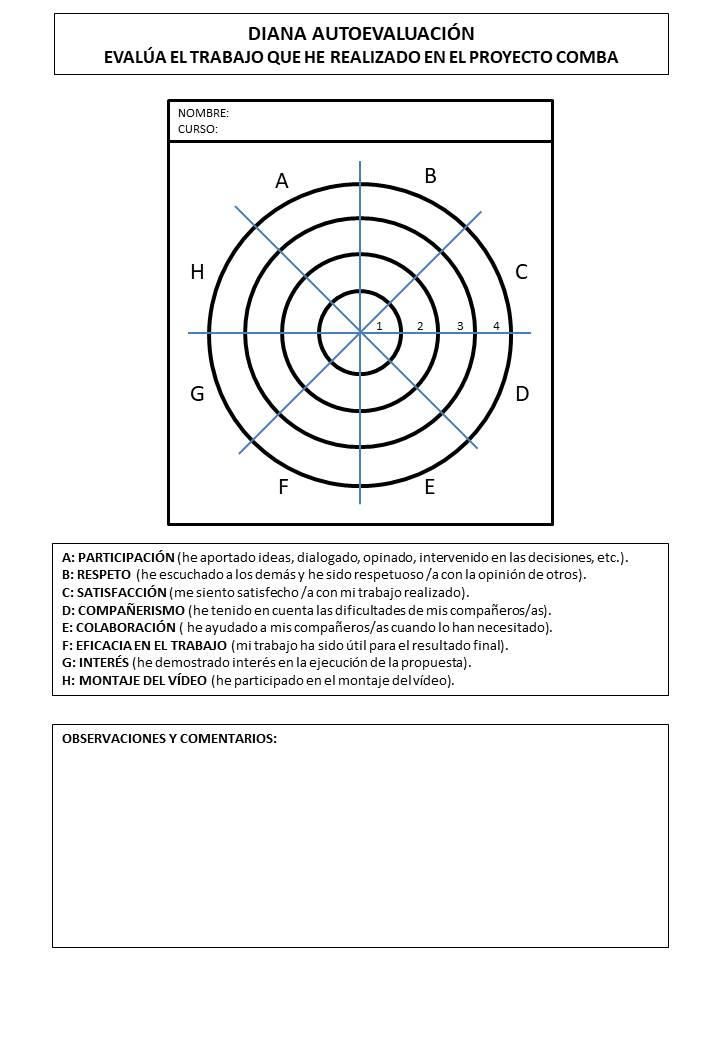 DIANA AUTOEVALUACIÓN
EVALÚA EL TRABAJO QUE HE REALIZADO EN EL PROYECTO COMBA
NOMBRE:
CURSO:
A
B
H
C
1 2 3 4
G
D
F
E
A: PARTICIPACIÓN (he aportado ideas, dialogado, opinado, intervenido en las decisiones, etc.).
B: RESPETO (he escuchado a los demás y he sido respetuoso /a con la opinión de otros).
C: SATISFACCIÓN (me siento satisfecho /a con mi trabajo realizado).
D: COMPAÑERISMO (he tenido en cuenta las dificultades de mis compañeros/as).
E: COLABORACIÓN ( he ayudado a mis compañeros/as cuando lo han necesitado).
F: EFICACIA EN EL TRABAJO (mi trabajo ha sido útil para el resultado final).
G: INTERÉS (he demostrado interés en la ejecución de la propuesta).
H: MONTAJE DEL VÍDEO (he participado en el montaje del vídeo).
OBSERVACIONES Y COMENTARIOS: